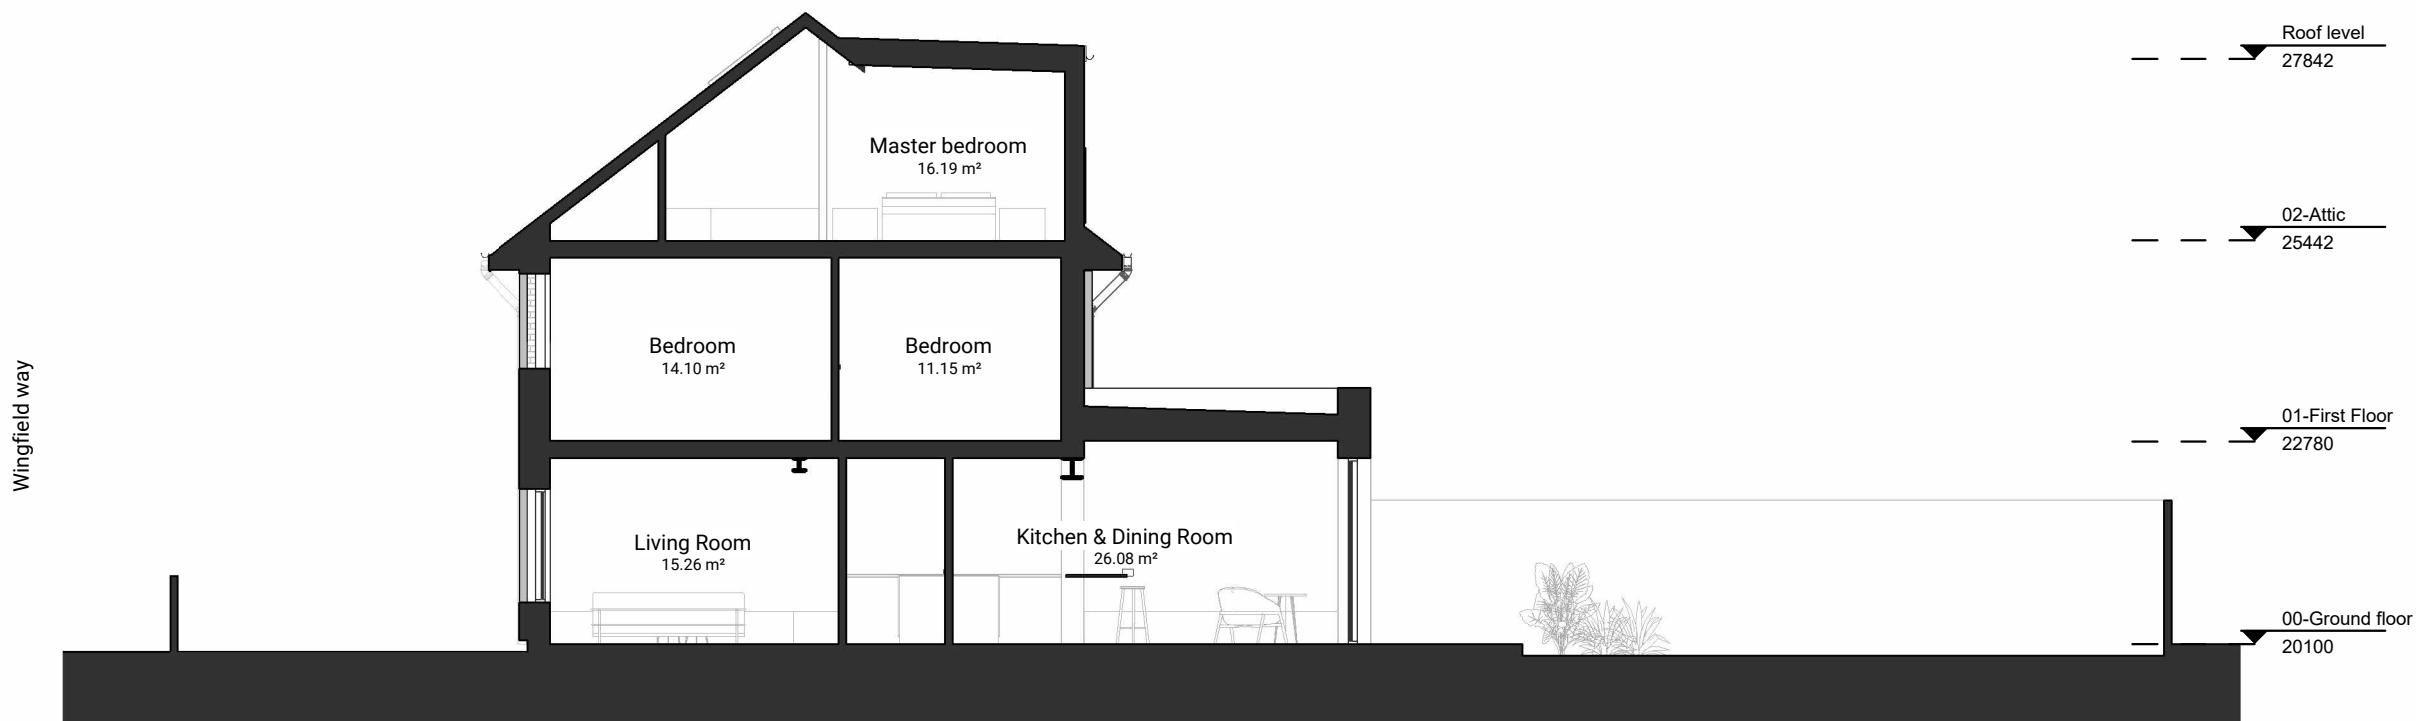 Roof level
27842
Master bedroom
16.19 m²
02-Attic
25442
Bedroom
14.10 m²
Bedroom
11.15 m²
Wingfield way
01-First Floor
22780
Living Room
15.26 m²
Kitchen & Dining Room
26.08 m²
00-Ground floor
20100